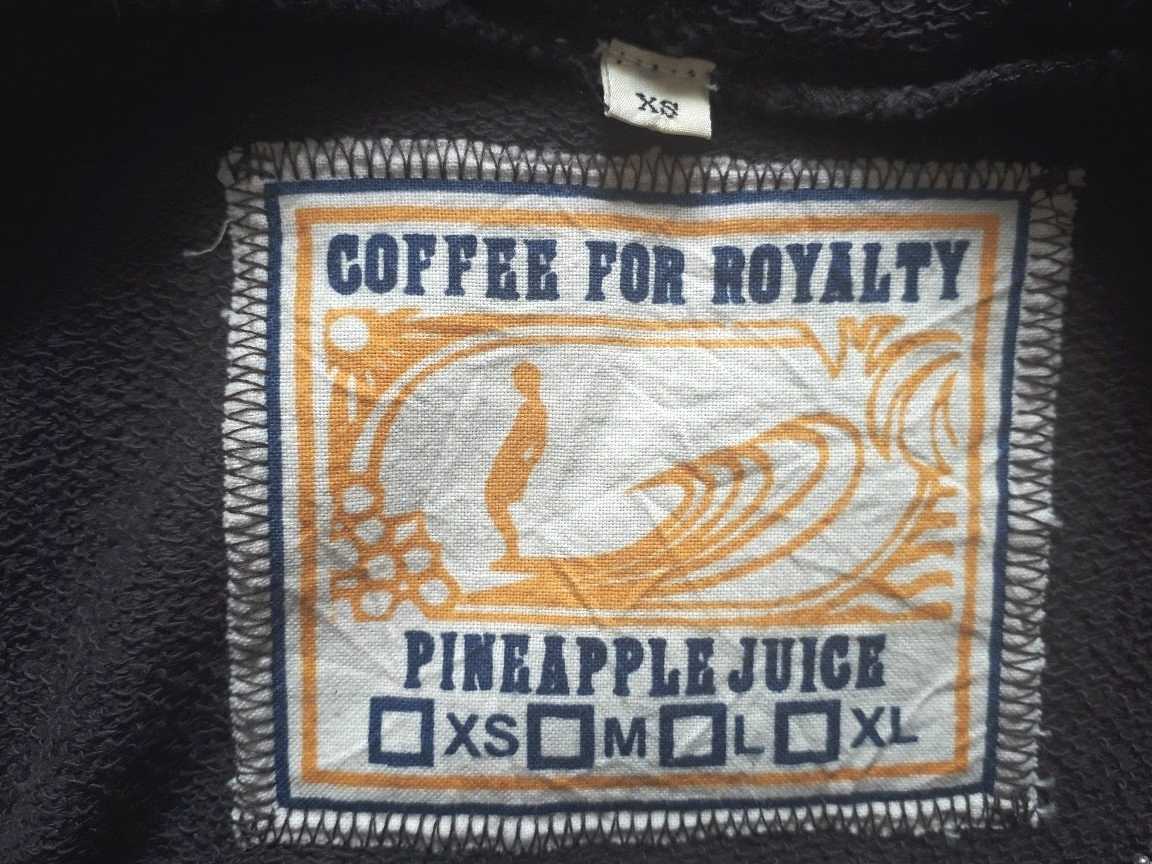 XS
COFFEE FOR ROYALTY
PINEAPPLE JUICE
XS M L XL